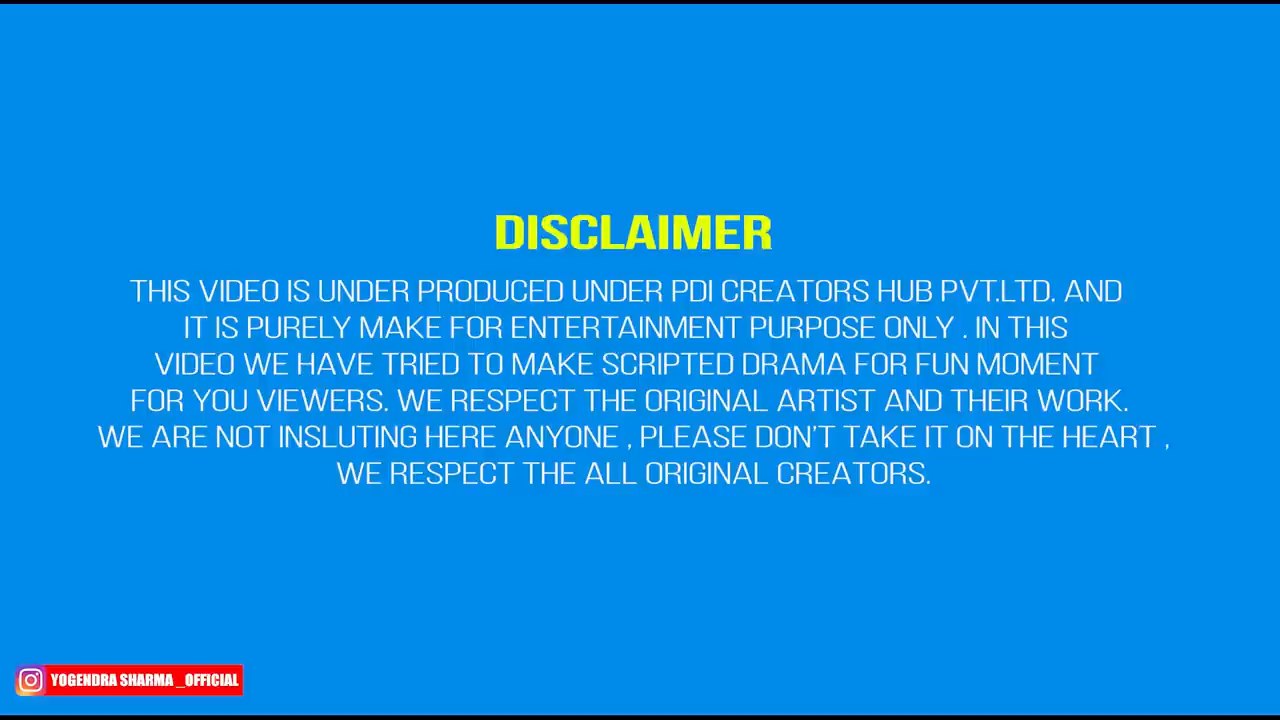 DISCLAIMER
THIS VIDEO IS UNDER PRODUCED UNDER PDI CREATORS HUB PVT.LTD. AND
IT IS PURELY MAKE FOR ENTERTAINMENT PURPOSE ONLY . IN THIS
VIDEO WE HAVE TRIED TO MAKE SCRIPTED DRAMA FOR FUN MOMENT
FOR YOU VIEWERS. WE RESPECT THE ORIGINAL ARTIST AND THEIR WORK.
WE ARE NOT INSLUTING HERE ANYONE , PLEASE DON'T TAKE IT ON THE HEART ,
WE RESPECT THE ALL ORIGINAL CREATORS.
YOGENDRA SHARMA _OFFICIAL